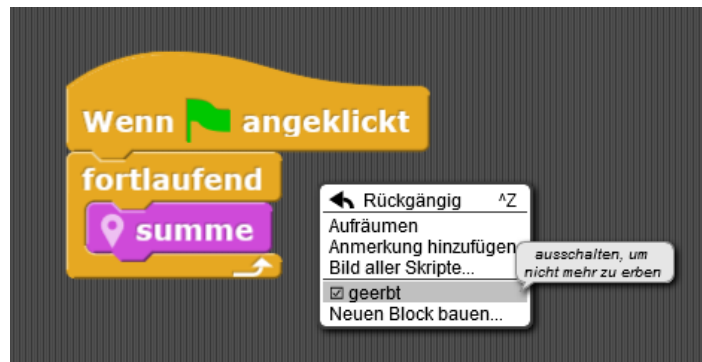 Wenn angeklickt
fortlaufend
summe
Rückgängig ^Z
Aufräumen
Anmerkung hinzufügen
Bild aller Skripte...
geerbt
Neuen Block bauen...
ausschalten, um
nicht mehr zu erben